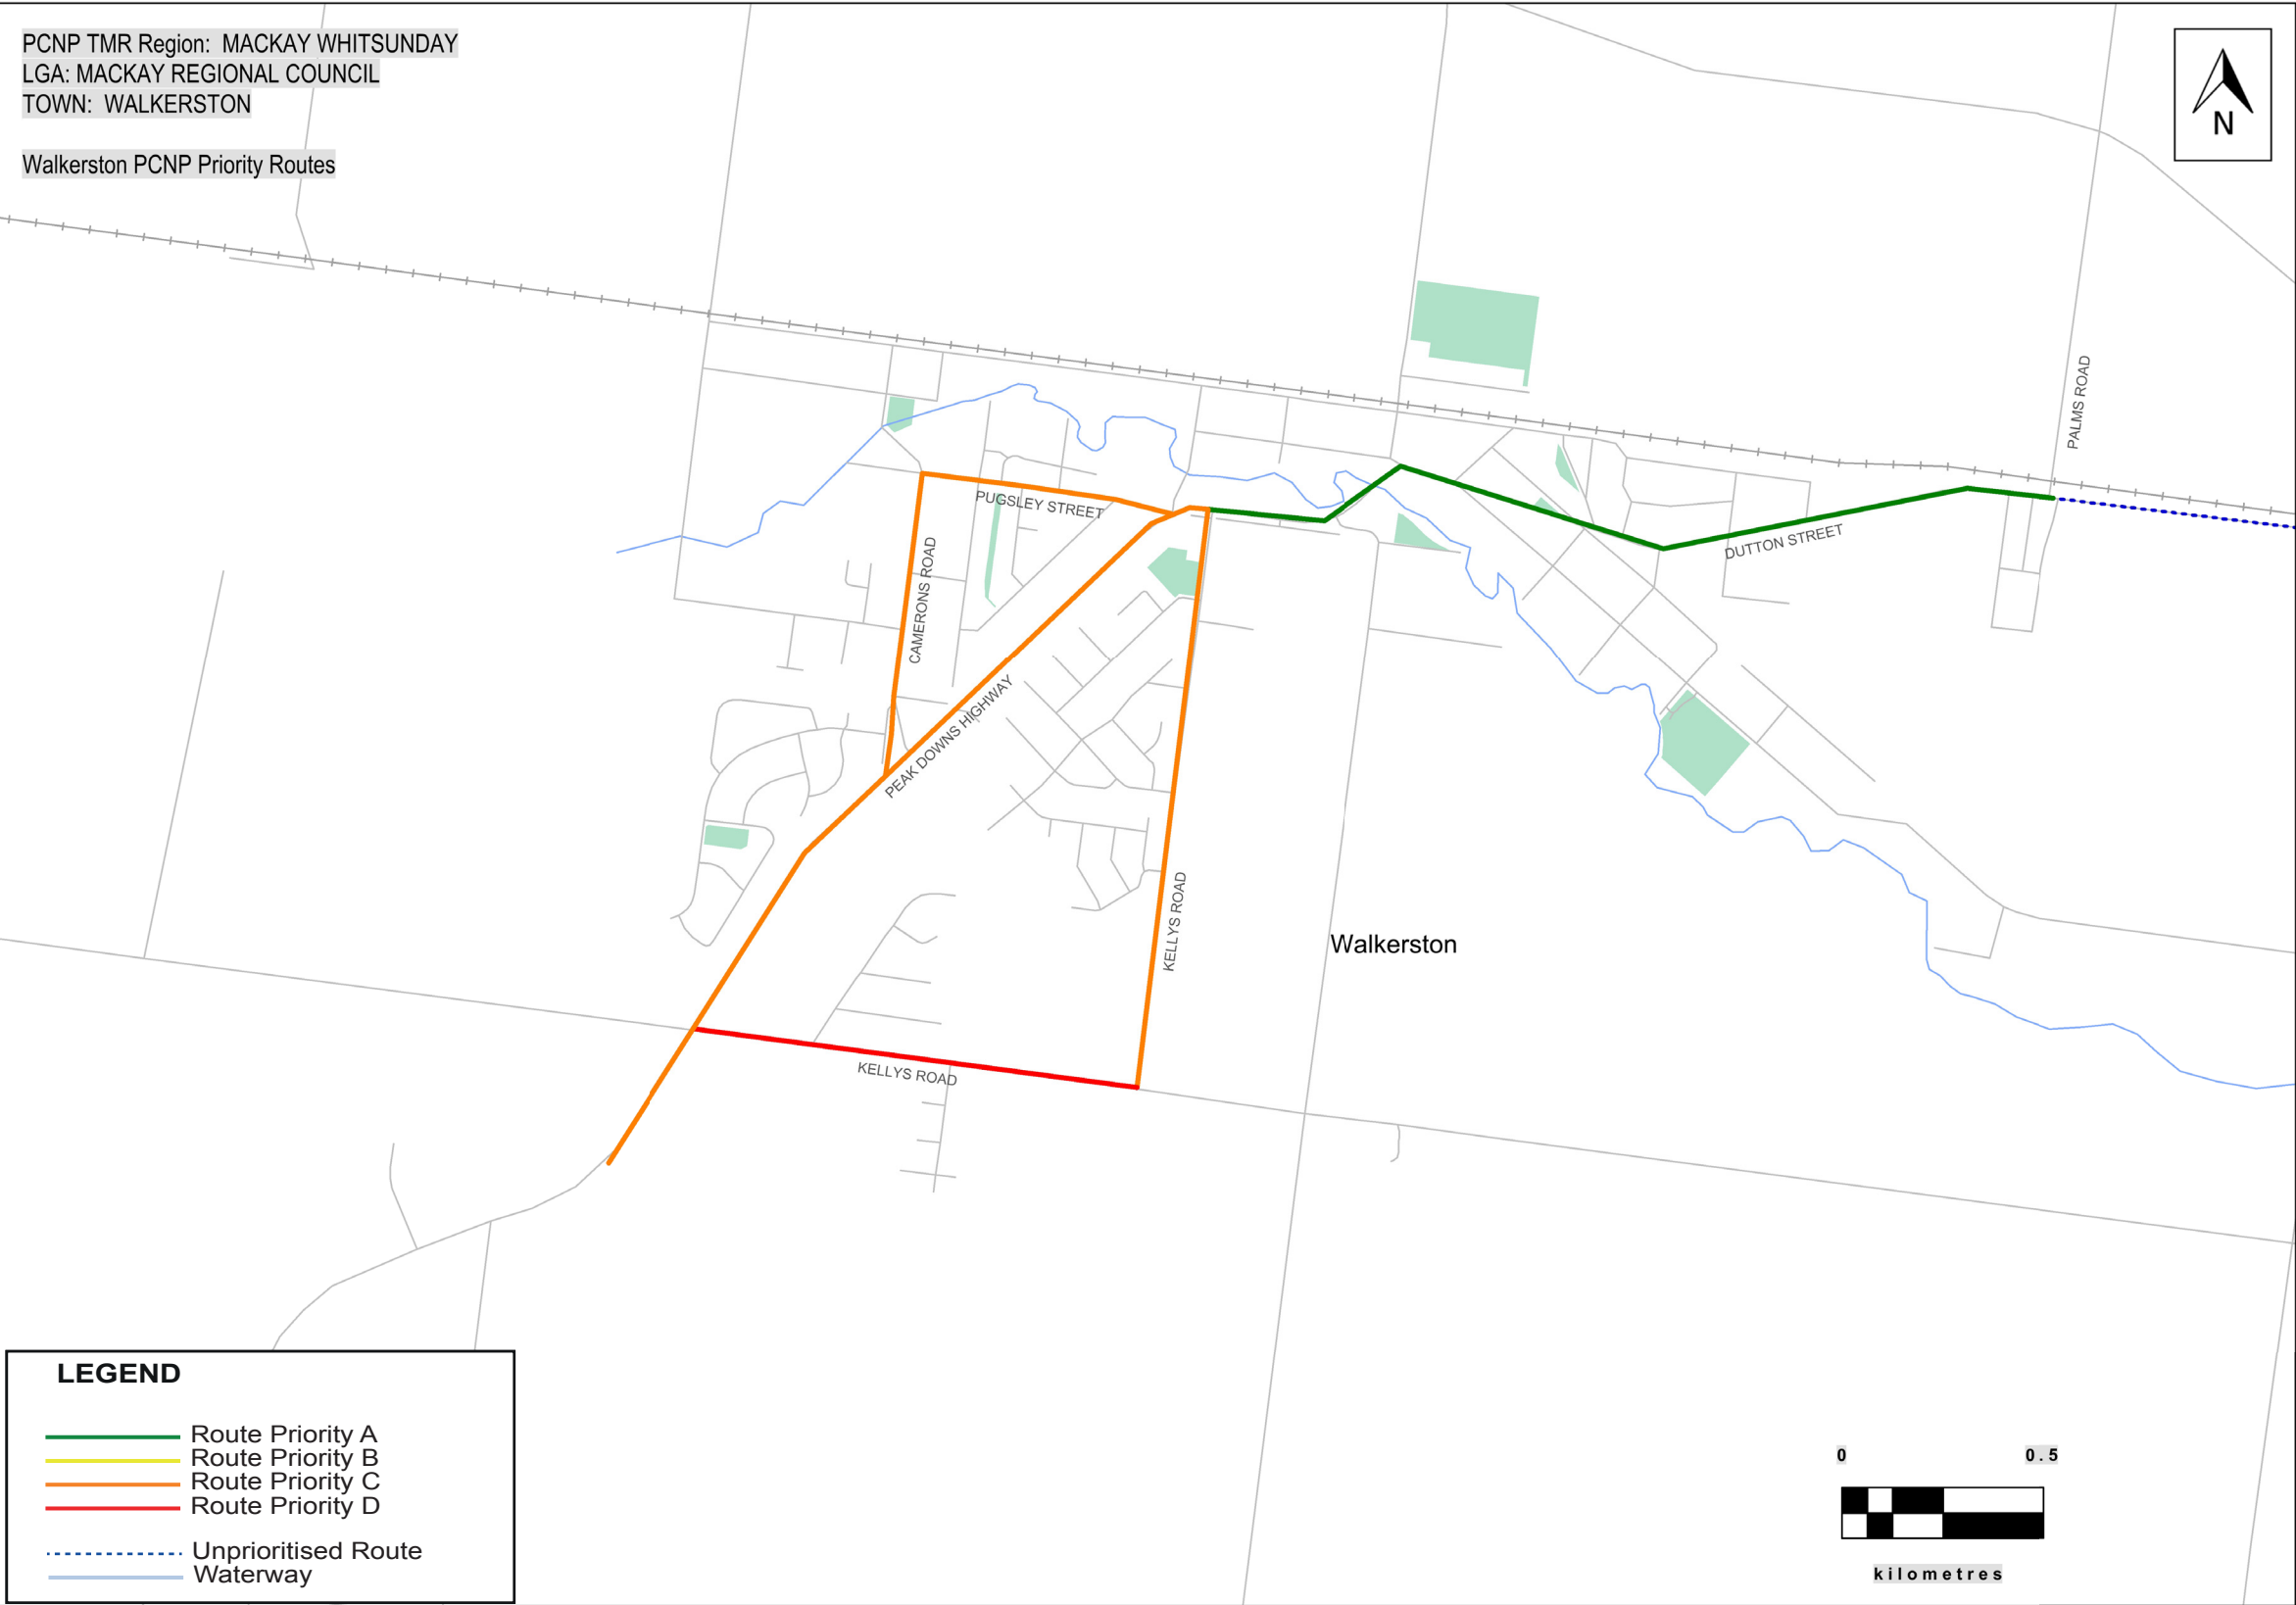 PCNP TMR Region:  MACKAY WHITSUNDAY
LGA: MACKAY REGIONAL COUNCIL
TOWN:  WALKERSTON
Walkerston PCNP Priority Routes
N
PALMS ROAD
PUGSLEY STREET
DUTTON STREET
CAMERONS ROAD
PEAK DOWNS HIGHWAY
KELLYS ROAD
Walkerston
KELLYS ROAD
LEGEND
Route Priority A
Route Priority B
Route Priority C
Route Priority D
Unprioritised Route
Waterway
0 0.5
kilometres